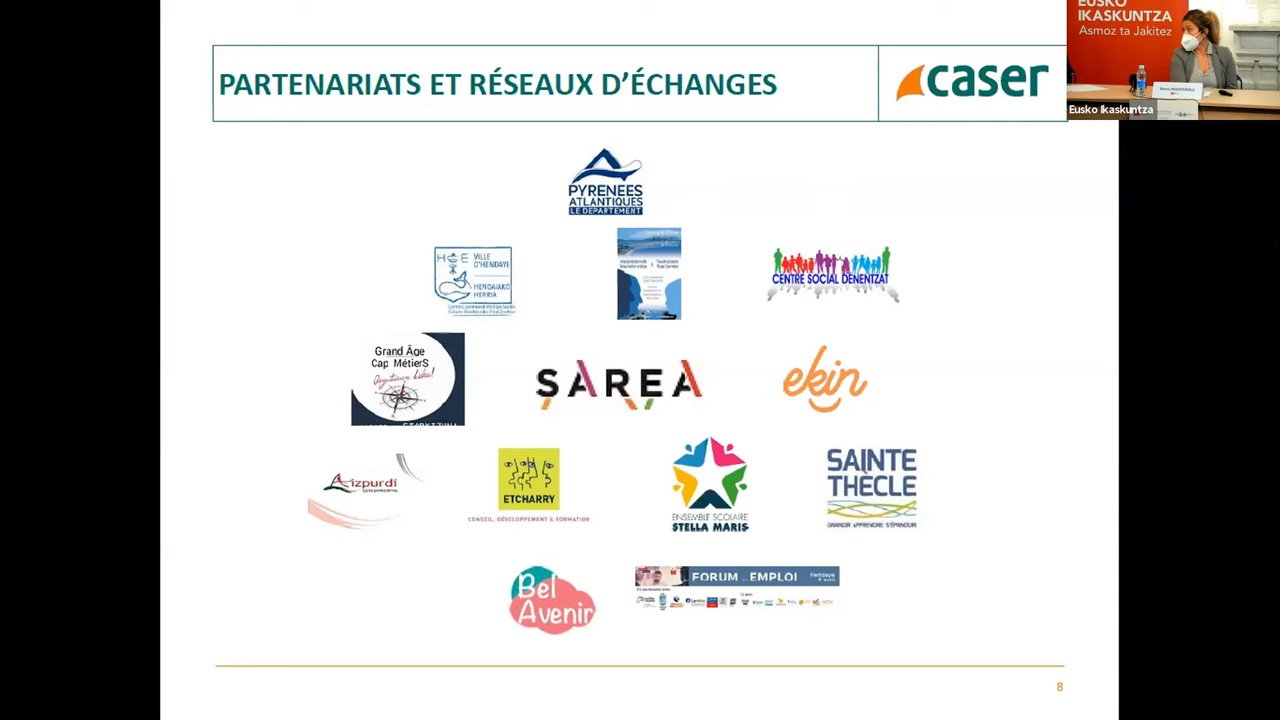 EUSKO
IKASKUNTZA
Asmoz ta Jakitez
Eusko Ikaskuntza
PARTENARIATS ET RÉSEAUX D'ÉCHANGES
caser
PYRENEES
ATLANTIQUES
LE DEPARTEMENT
VILLE
D'HENDAYE
HENDAIAKO
HERRIA
CENTRE SOCIAL DENENTZAT
Grand Âge
Cap MétierS
SAREA
ekin
Aizpurdi
ETCHARRY
CONSEIL, DÉVELOPPEMENT & FORMATION
ENSEMBLE SCOLAIRE
STELLA MARIS
SAINTE
THÈCLE
GRANDIR APPRENDRE S'ÉPANOUIR
Bel
Avenir
FORUM EMPLOI
Hendaye
8